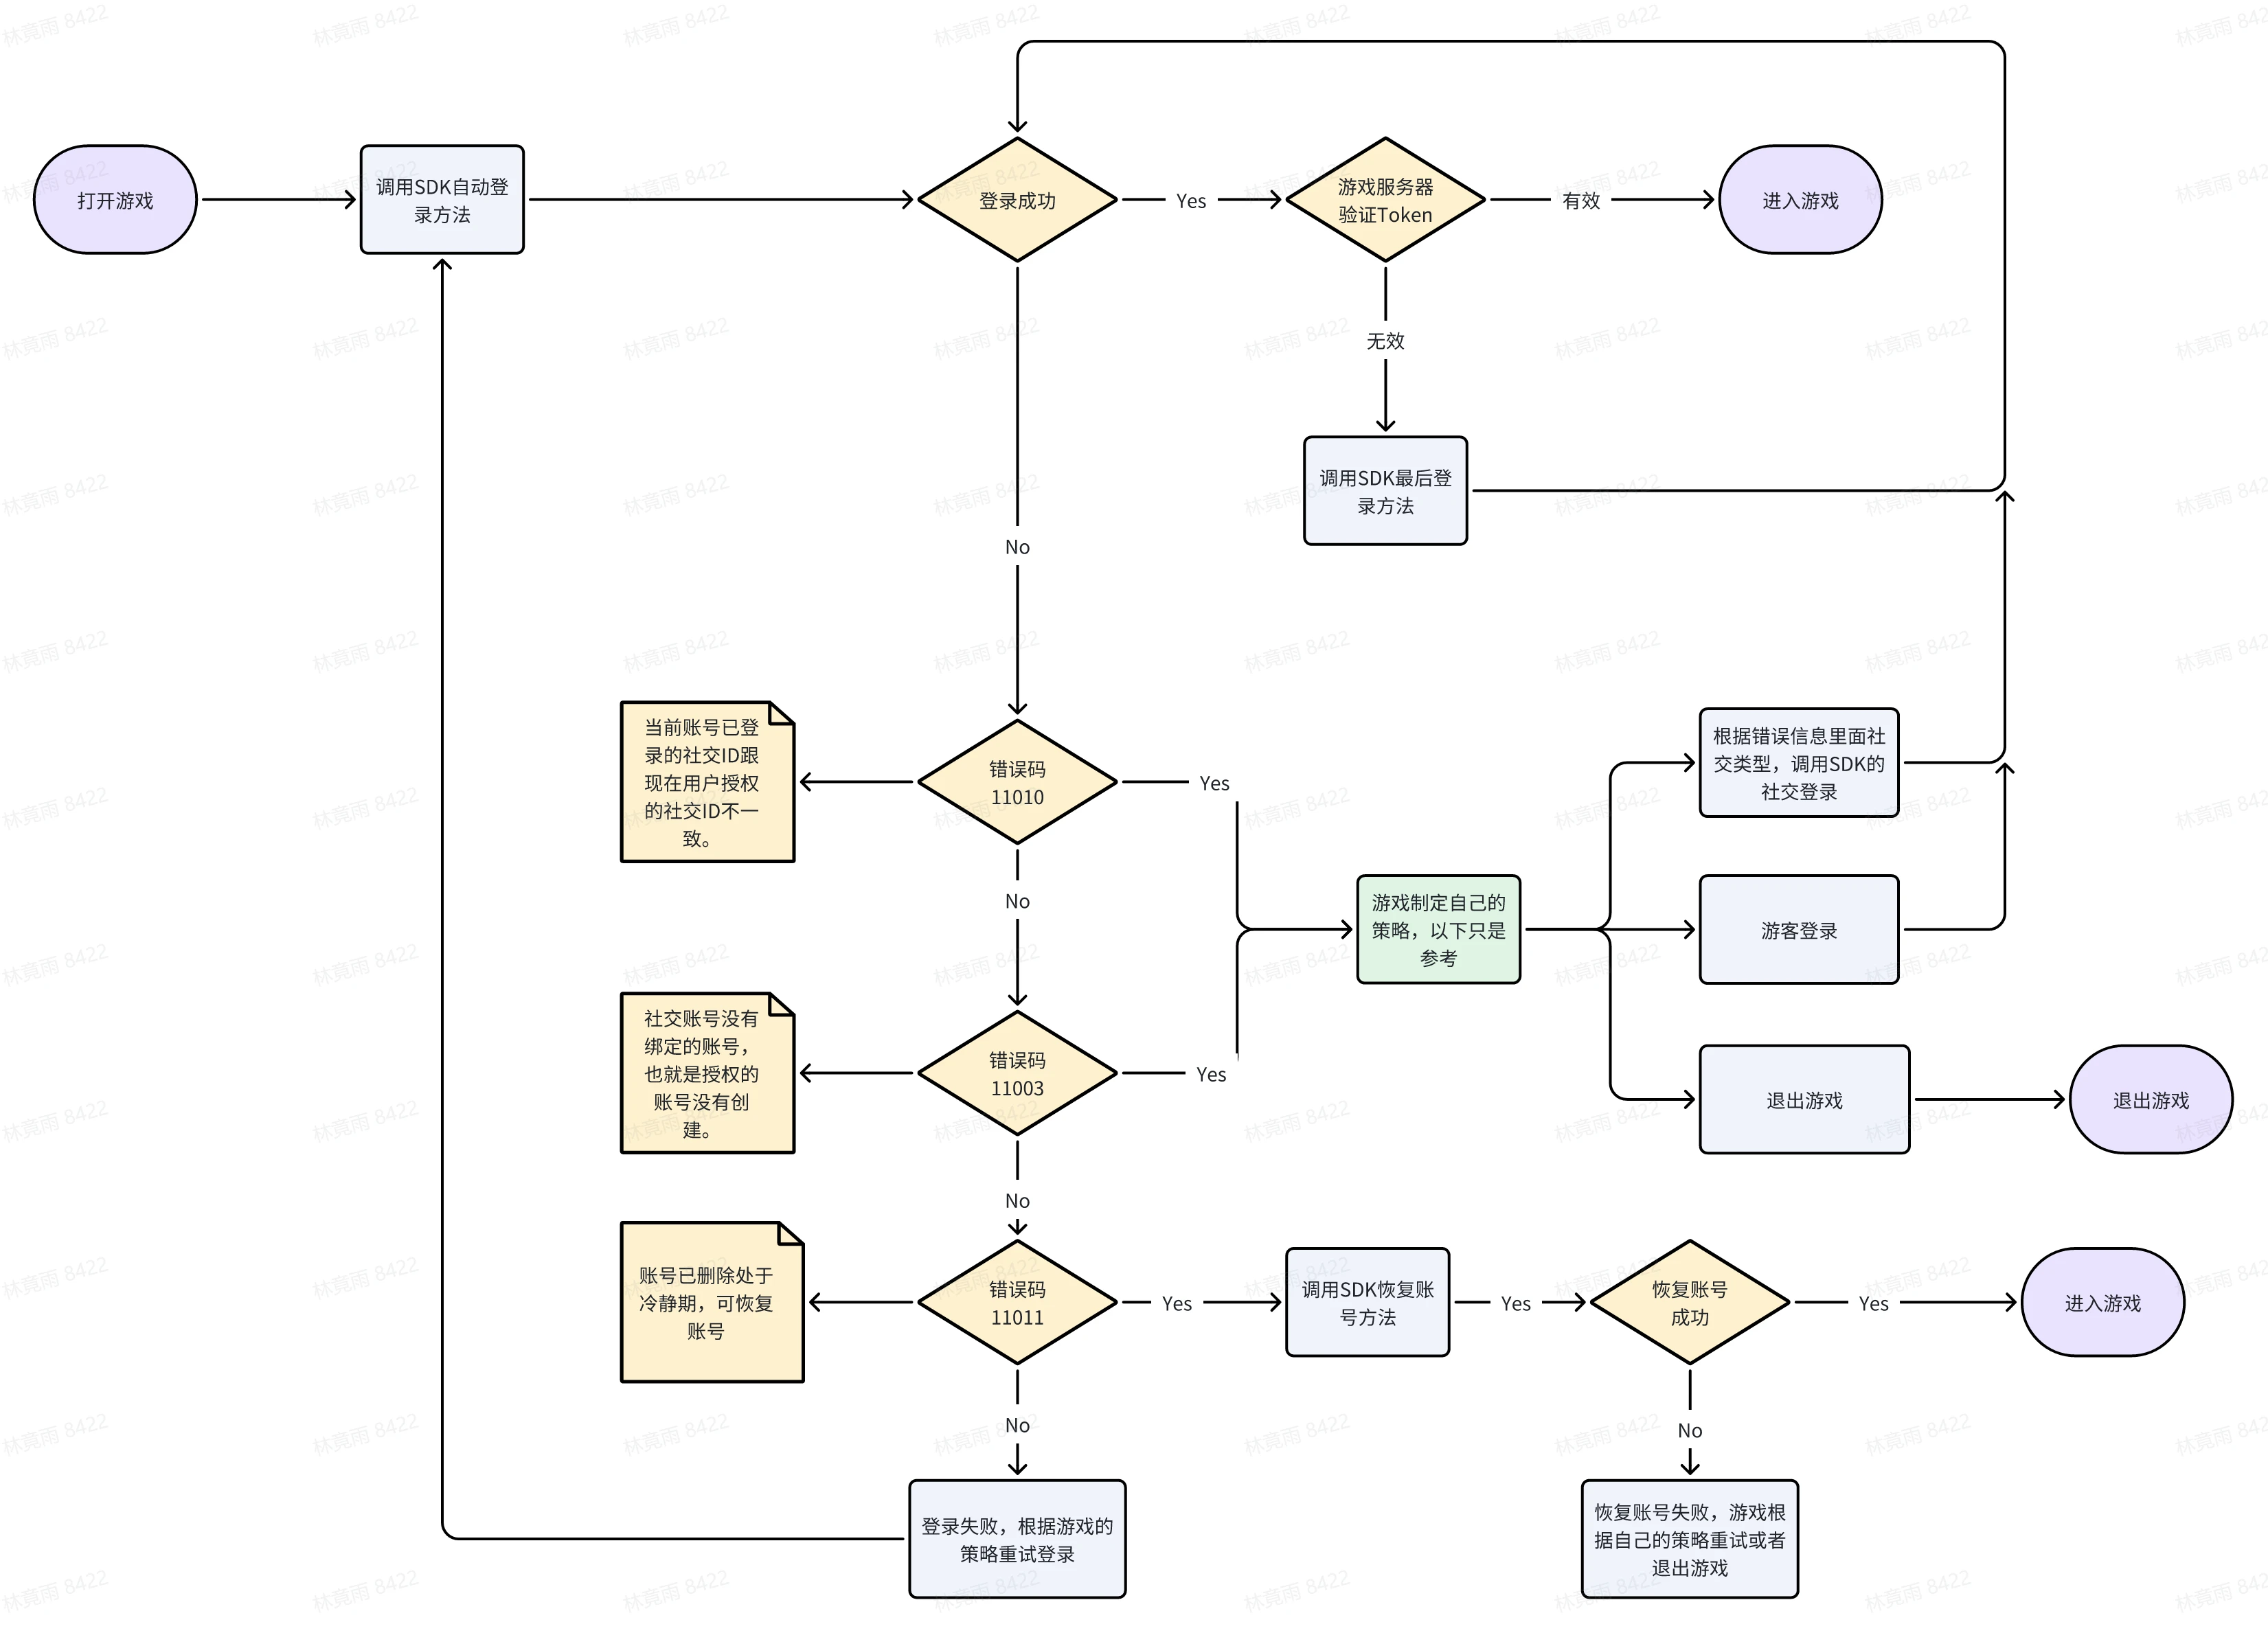 打开游戏
调用SDK自动登
录方法
登录成功
Yes
游戏服务器
验证Token
有效
进入游戏
无效
调用SDK最后登
录方法
No
当前账号已登
录的社交ID跟
现在用户授权
的社交ID不一
致。
错误码
11010
Yes
根据错误信息里面社
交类型，调用SDK的
社交登录
No
游戏制定自己的
策略，以下只是
参考
游客登录
社交账号没有
绑定的账号，
也就是授权的
账号没有创
建。
错误码
11003
Yes
退出游戏
退出游戏
No
账号已删除处于
冷静期，可恢复
账号
错误码
11011
Yes
调用SDK恢复账
号方法
Yes
恢复账号
成功
Yes
进入游戏
No
No
登录失败，根据游戏的
策略重试登录
恢复账号失败，游戏根
据自己的策略重试或者
退出游戏
林竟雨 8422